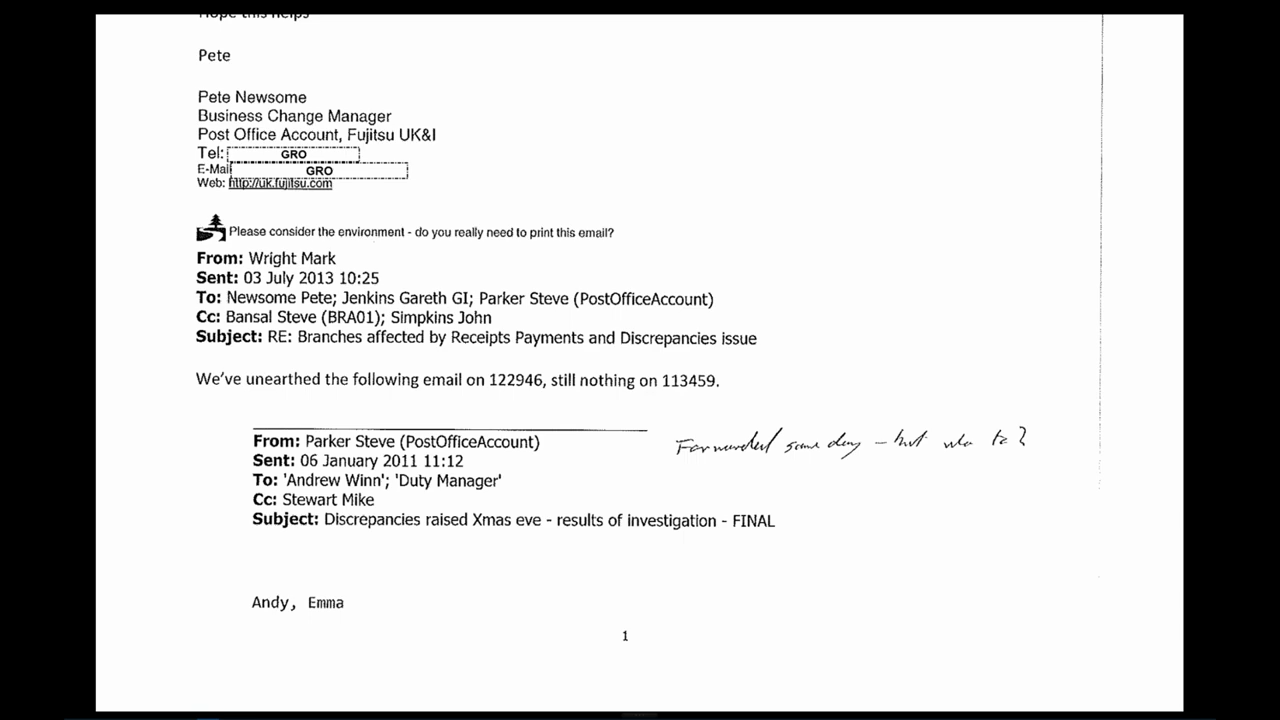 Hope this helps
Pete
Pete Newsome
Business Change Manager
Post Office Account, Fujitsu UK&I
Tel: GRO
E-Mail GRO
Web: http://uk.fujitsu.com
Please consider the environment - do you really need to print this email?
From: Wright Mark
Sent: 03 July 2013 10:25
To: Newsome Pete; Jenkins Gareth GI; Parker Steve (PostOfficeAccount)
Cc: Bansal Steve (BRA01); Simpkins John
Subject: RE: Branches affected by Receipts Payments and Discrepancies issue
We've unearthed the following email on 122946, still nothing on 113459.
From: Parker Steve (PostOfficeAccount)
Forwarded same day - but who to?
Sent: 06 January 2011 11:12
To: 'Andrew Winn'; 'Duty Manager'
Cc: Stewart Mike
Subject: Discrepancies raised Xmas eve - results of investigation - FINAL
Andy, Emma
1